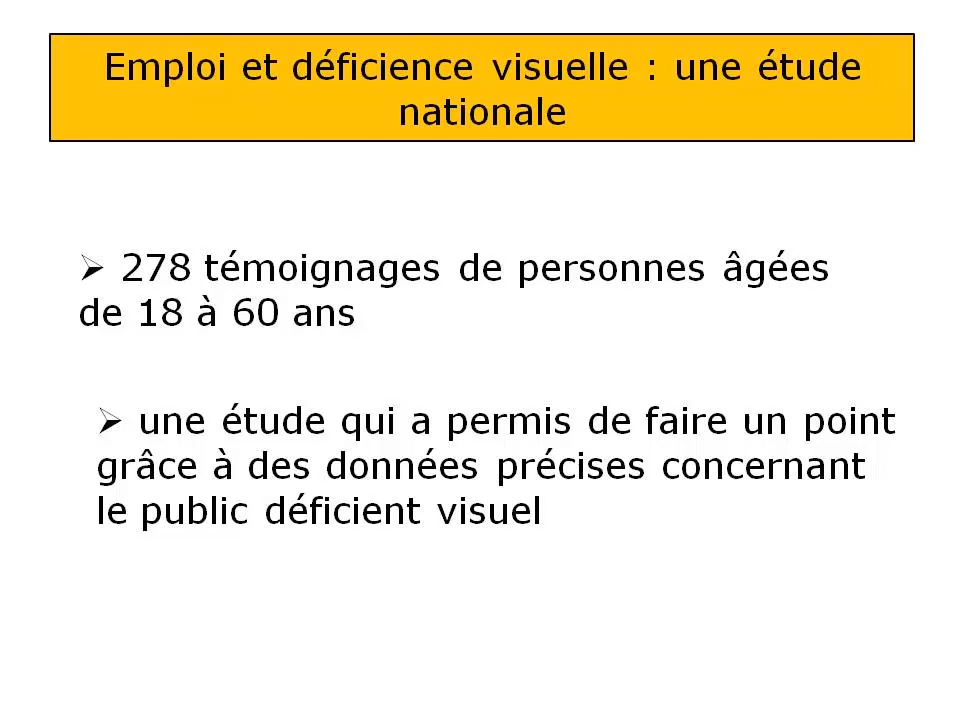 Emploi et déficience visuelle : une étude
nationale
➢ 278 témoignages de personnes âgées
de 18 à 60 ans
➢ une étude qui a permis de faire un point
grâce à des données précises concernant
le public déficient visuel